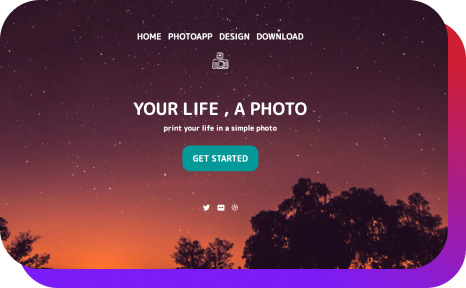 HOME PHOTOAPP DESIGN DOWNLOAD
YOUR LIFE , A PHOTO
print your life in a simple photo
GET STARTED